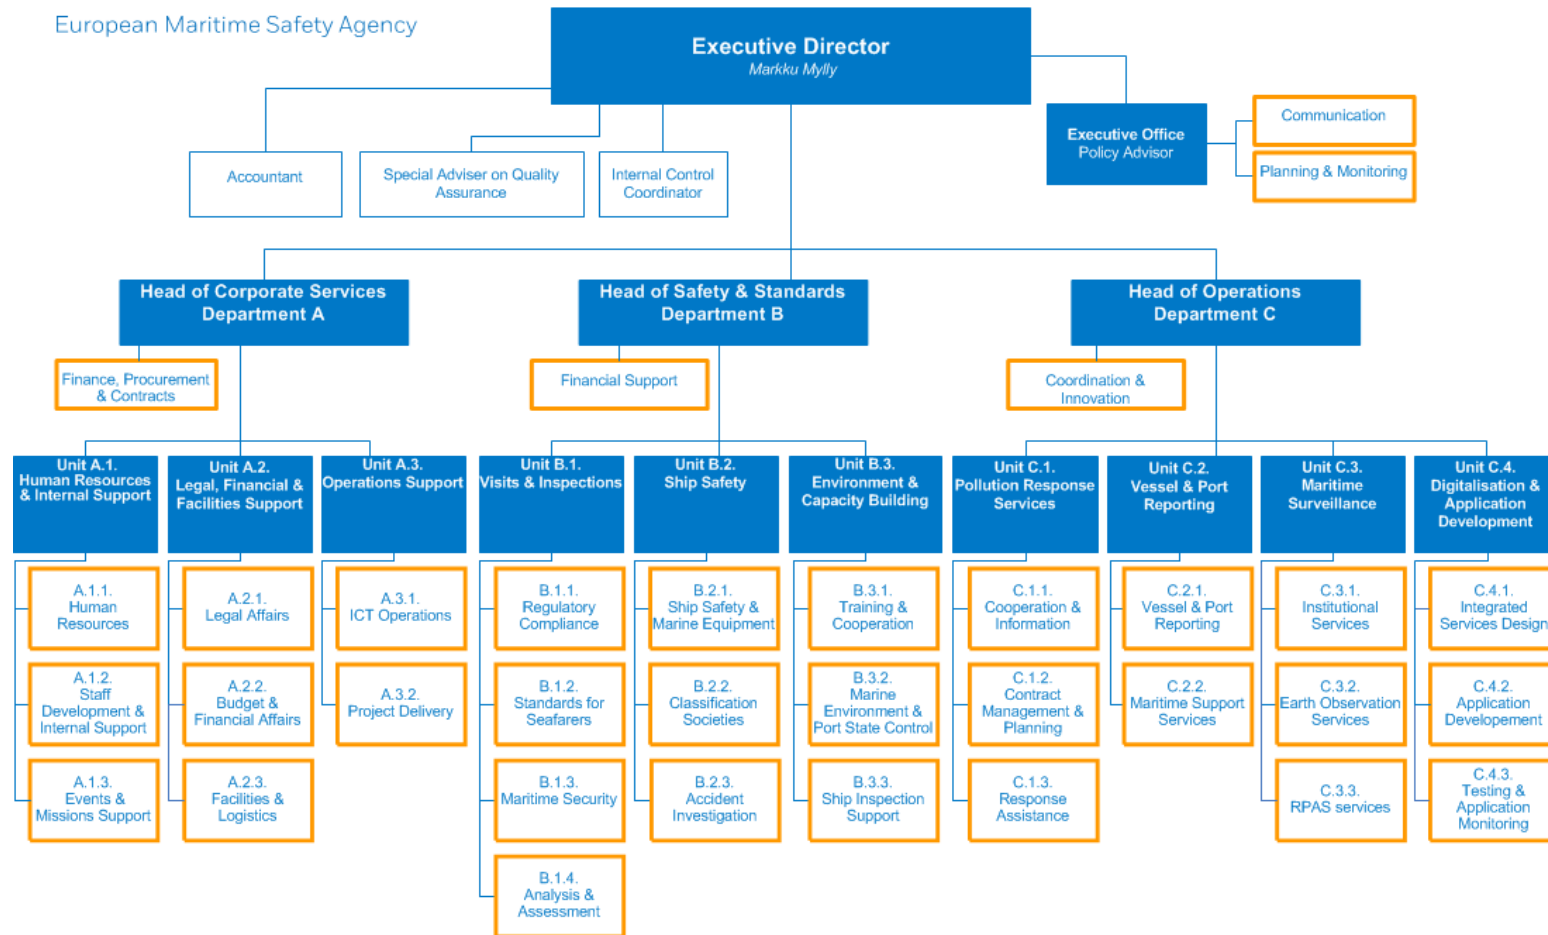 European Maritime Safety Agency
Executive Director
Markku Mylly
Executive Office
Policy Advisor
Communication
Planning & Monitoring
Accountant
Special Adviser on Quality
Assurance
Internal Control
Coordinator
Head of Corporate Services
Department A
Head of Safety & Standards
Department B
Head of Operations
Department C
Finance, Procurement
& Contracts
Financial Support
Coordination &
Innovation
Unit A.1.
Human Resources
& Internal Support
Unit A.2.
Legal, Financial &
Facilities Support
Unit A.3.
Operations Support
Unit B.1.
Visits & Inspections
Unit B.2.
Ship Safety
Unit B.3.
Environment &
Capacity Building
Unit C.1.
Pollution Response
Services
Unit C.2.
Vessel & Port
Reporting
Unit C.3.
Maritime
Surveillance
Unit C.4.
Digitalisation &
Application
Development
A.1.1.
Human
Resources
A.2.1.
Legal Affairs
A.3.1.
ICT Operations
B.1.1.
Regulatory
Compliance
B.2.1.
Ship Safety &
Marine Equipment
B.3.1.
Training &
Cooperation
C.1.1.
Cooperation &
Information
C.2.1.
Vessel & Port
Reporting
C.3.1.
Institutional
Services
C.4.1.
Integrated
Services Design
A.1.2.
Staff
Development &
Internal Support
A.2.2.
Budget &
Financial Affairs
A.3.2.
Project Delivery
B.1.2.
Standards for
Seafarers
B.2.2.
Classification
Societies
B.3.2.
Marine
Environment &
Port State Control
C.1.2.
Contract
Management &
Planning
C.2.2.
Maritime Support
Services
C.3.2.
Earth Observation
Services
C.4.2.
Application
Developement
A.1.3.
Events &
Missions Support
A.2.3.
Facilities &
Logistics
B.1.3.
Maritime Security
B.2.3.
Accident
Investigation
B.3.3.
Ship Inspection
Support
C.1.3.
Response
Assistance
C.3.3.
RPAS services
C.4.3.
Testing &
Application
Monitoring
B.1.4.
Analysis &
Assessment